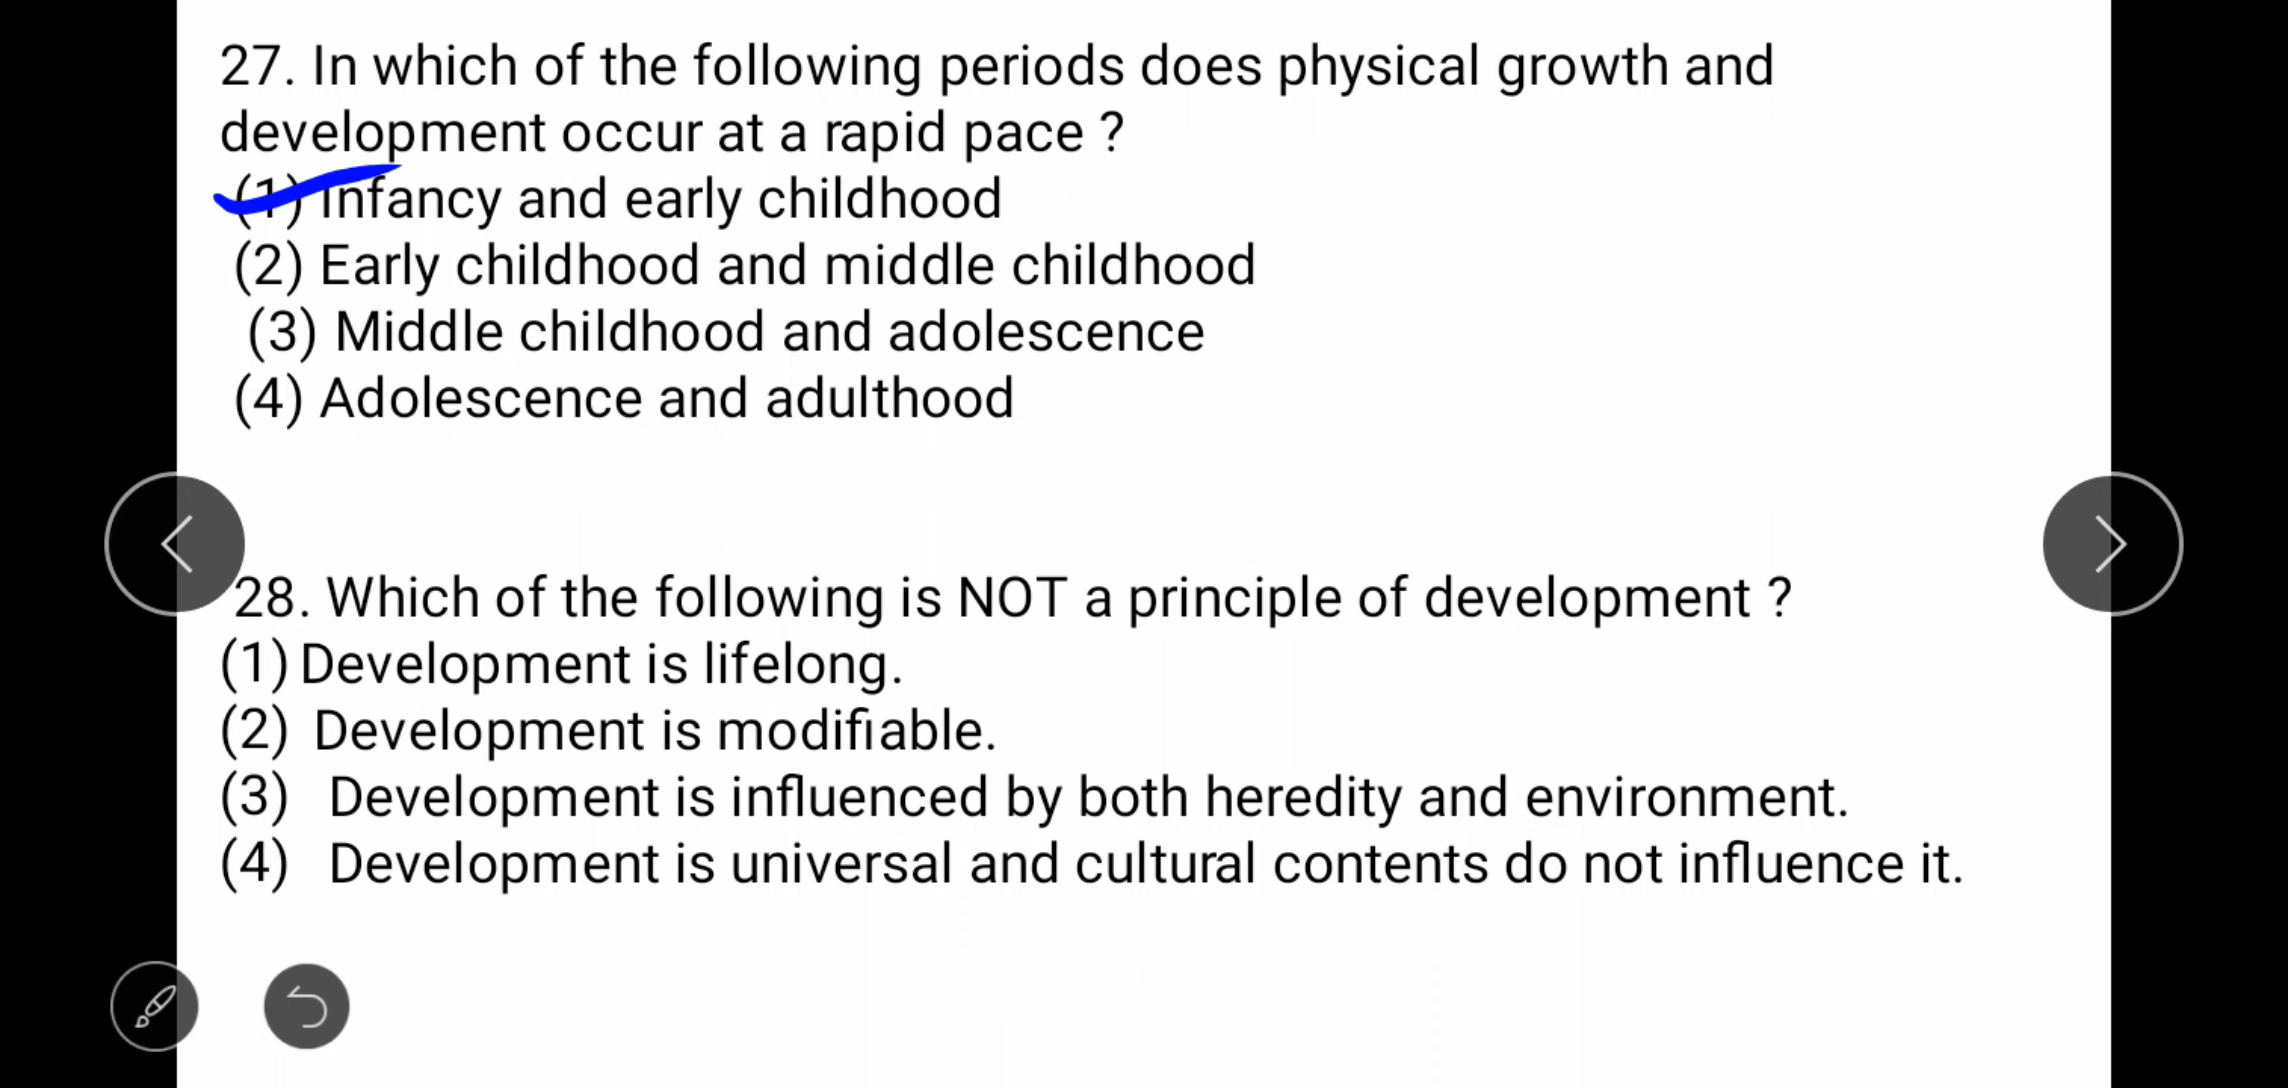 27. In which of the following periods does physical growth and
development occur at a rapid pace ?
(1) Infancy and early childhood
(2) Early childhood and middle childhood
(3) Middle childhood and adolescence
(4) Adolescence and adulthood
28. Which of the following is NOT a principle of development ?
(1) Development is lifelong.
(2) Development is modifiable.
(3) Development is influenced by both heredity and environment.
(4) Development is universal and cultural contents do not influence it.